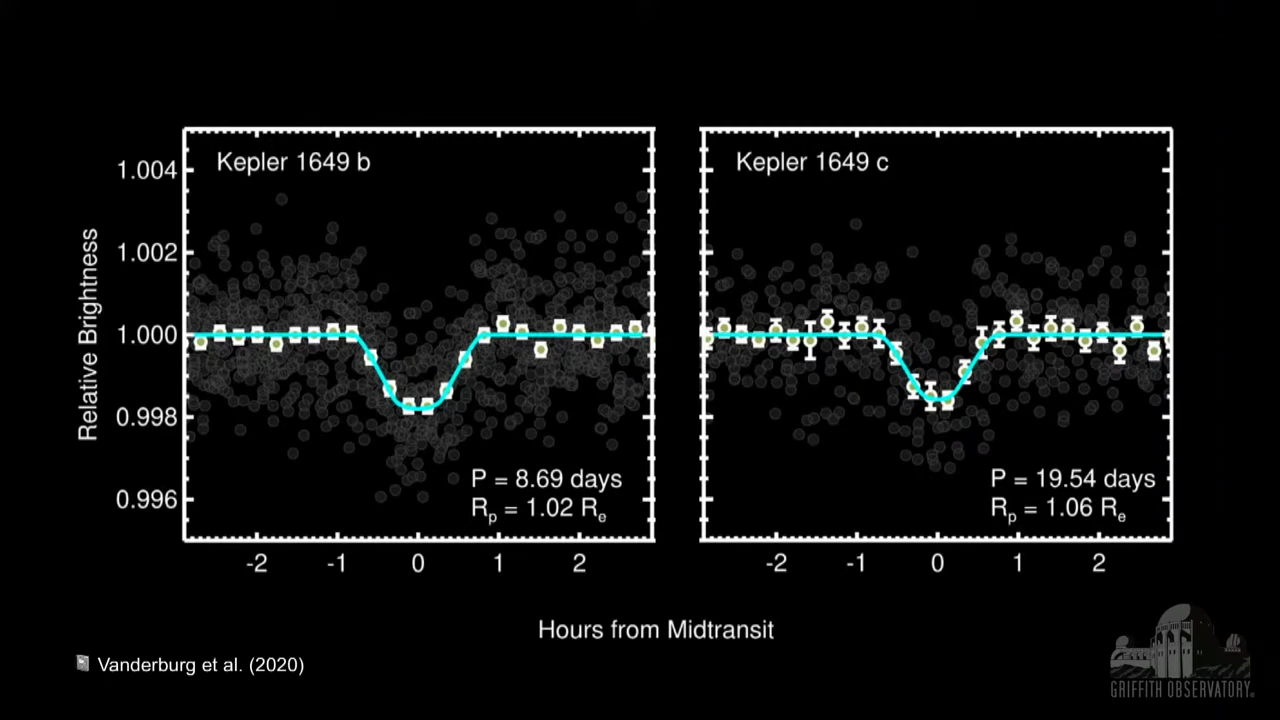 Kepler 1649 b
Kepler 1649 c
Relative Brightness
1.004
1.002
1.000
0.998
0.996
P = 8.69 days
Rp = 1.02 Re
P = 19.54 days
Rp = 1.06 Re
-2 -1 0 1 2
-2 -1 0 1 2
Hours from Midtransit
Vanderburg et al. (2020)
GRIFFITH OBSERVATORY